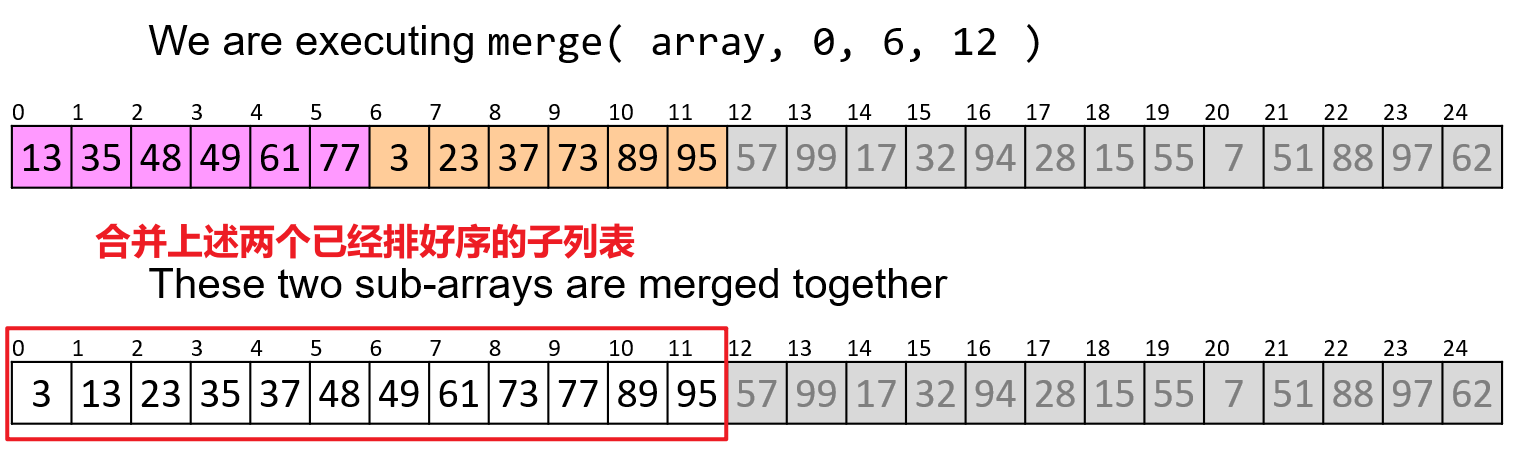 We are executing merge( array, 0, 6, 12 )
0 1 2 3 4 5 6 7 8 9 10 11 12 13 14 15 16 17 18 19 20 21 22 23 24
13 35 48 49 61 77 3 23 37 73 89 95 57 99 17 32 94 28 15 55 7 51 88 97 62
合并上述两个已经排好序的子列表
These two sub-arrays are merged together
0 1 2 3 4 5 6 7 8 9 10 11 12 13 14 15 16 17 18 19 20 21 22 23 24
3 13 23 35 37 48 49 61 73 77 89 95 57 99 17 32 94 28 15 55 7 51 88 97 62